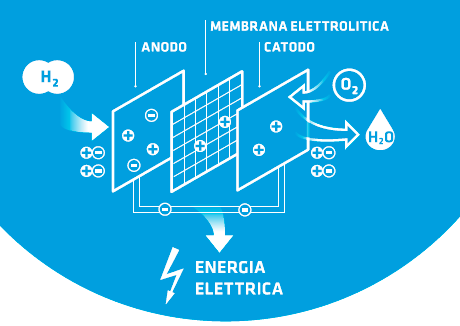 MEMBRANA ELETTROLITICA
ANODO
CATODO
H2
O2
H2O
ENERGIA
ELETTRICA